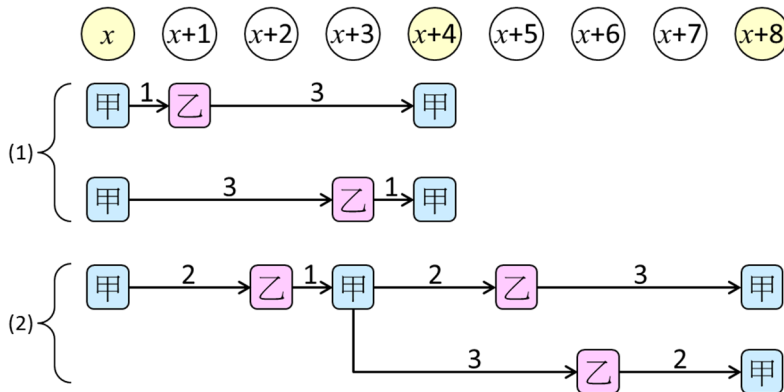 x x+1 x+2 x+3 x+4 x+5 x+6 x+7 x+8
(1) 甲 1 乙 3 甲
甲 3 乙 1 甲
(2) 甲 2 乙 1 甲 2 乙 3 甲
3 乙 2 甲